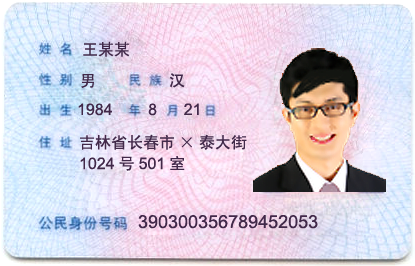 姓名 王某某
性别 男 民族 汉
出生 1984 年 8 月 21 日
住址 吉林省长春市 × 泰大街
1024 号 501 室
公民身份号码 390300356789452053